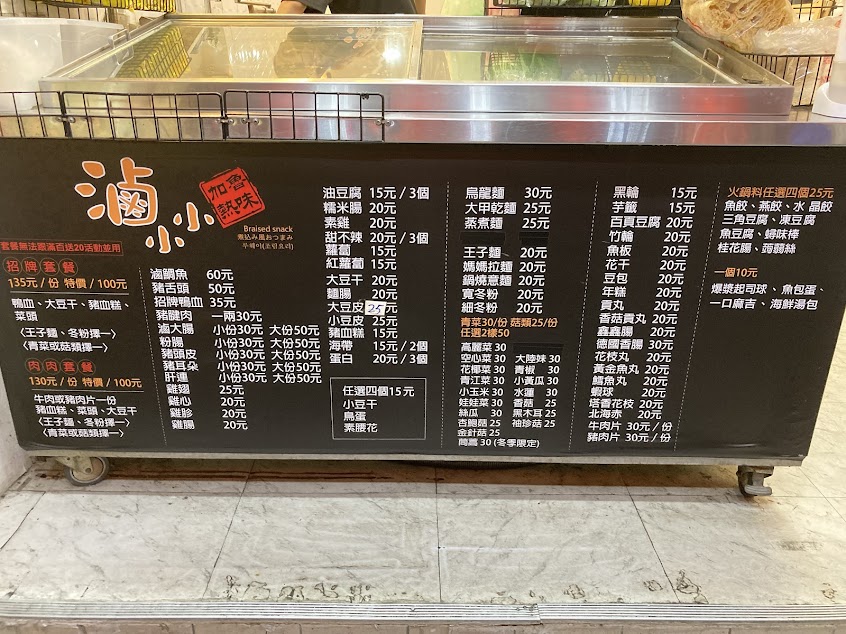 滷小小
加魯熱味
Braised snack
煮込み風おつまみ
套餐無法跟滿百送20活動並用
招牌套餐
135元/份 特價/100元
鴨血、大豆干、豬血糕、
菜頭
〈王子麵、冬粉擇一〉
〈青菜或菇類擇一〉
肉肉套餐
130元/份 特價/100元
牛肉或豬肉片一份
豬血糕、菜頭、大豆干
〈王子麵、冬粉擇一〉
〈青菜或菇類擇一〉
滷鯛魚 60元
豬舌頭 50元
招牌鴨血 35元
豬腱肉 一兩30元
滷大腸 小份30元 大份50元
粉腸 小份30元 大份50元
豬頭皮 小份30元 大份50元
豬耳朵 小份30元 大份50元
肝連 小份30元 大份50元
雞翅 25元
雞心 20元
雞胗 20元
雞腸 20元
油豆腐 15元/3個
糯米腸 20元
素雞 20元
甜不辣 20元/3個
蘿蔔 15元
紅蘿蔔 15元
大豆干 20元
麵腸 20元
大豆皮 25元
小豆皮 25元
豬血糕 15元
海帶 15元/2個
蛋白 20元/3個
任選四個15元
小豆干
鳥蛋
素腰花
烏龍麵 30元
大甲乾麵 25元
蒸煮麵 25元
王子麵 20元
媽媽拉麵 20元
鍋燒意麵 20元
寬冬粉 20元
細冬粉 20元
青菜30/份 菇類25/份
任選2樣50
高麗菜 30
空心菜 30 大陸妹 30
花椰菜 30 青椒 30
青江菜 30 小黃瓜 30
小玉米 30 水蓮 30
娃娃菜 30 香菇 25
絲瓜 30 黑木耳 25
杏鮑菇 25 袖珍菇 25
金針菇 25
茼蒿 30 (冬季限定)
黑輪 15元
芋籤 15元
百頁豆腐 20元
竹輪 20元
魚板 20元
花干 20元
豆包 20元
年糕 20元
貢丸 20元
香菇貢丸 20元
鑫鑫腸 20元
德國香腸 30元
花枝丸 20元
黃金魚丸 20元
鱈魚丸 20元
蝦球 20元
塔香花枝 20元
北海赤 20元
牛肉片 30元/份
豬肉片 30元/份
火鍋料任選四個25元
魚餃、燕餃、水晶餃
三角豆腐、凍豆腐
魚豆腐、蟳味棒
桂花腸、蒟蒻絲
一個10元
爆漿起司球、魚包蛋、
一口麻吉、海鮮湯包